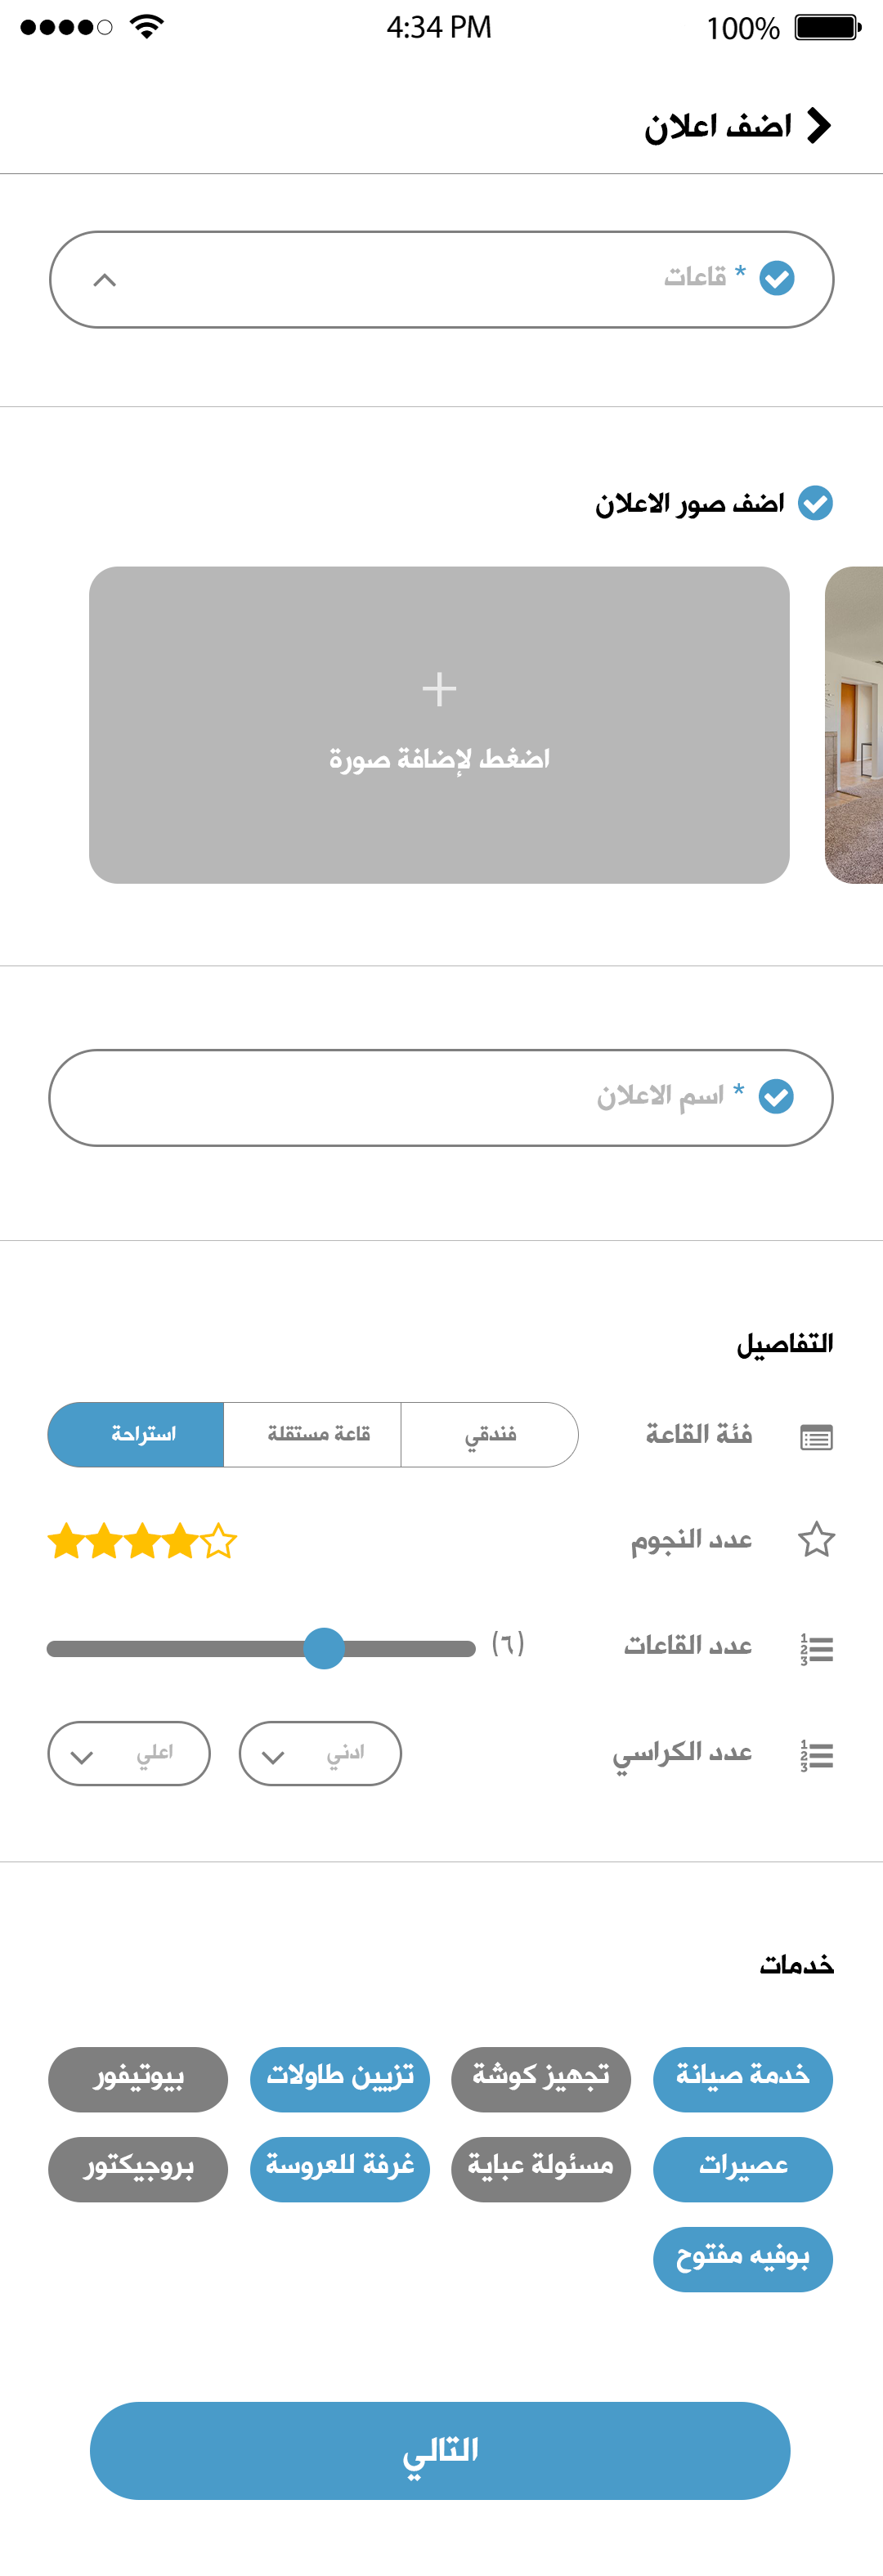 4:34 PM 100%
اضف اعلان
* قاعات
اضف صور الاعلان
+
اضغط لإضافة صورة
* اسم الاعلان
التفاصيل
فئة القاعة فندقي قاعة مستقلة استراحة
عدد النجوم
عدد القاعات (٦)
عدد الكراسي ادني اعلي
خدمات
خدمة صيانة تجهيز كوشة تزيين طاولات بيوتيفور
عصيرات مسئولة عباية غرفة للعروسة بروجيكتور
بوفيه مفتوح
التالي